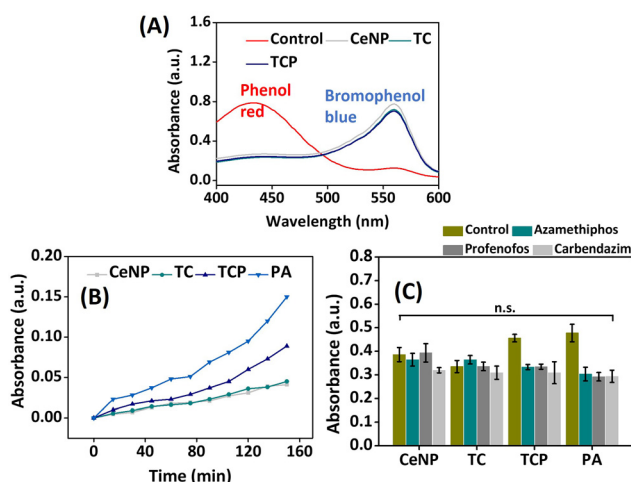 (A)
Control CeNP TC
TCP
Phenol
red
Bromophenol
blue
Absorbance (a.u.)
1.6
1.2
0.8
0.4
0.0
400 450 500 550 600
Wavelength (nm)
(B)
CeNP TC TCP PA
Absorbance (a.u.)
0.20
0.15
0.10
0.05
0.00
0 40 80 120 160
Time (min)
Control Azamethiphos
Profenofos Carbendazim
(C)
n.s.
Absorbance (a.u.)
0.8
0.7
0.6
0.5
0.4
0.3
0.2
0.1
0.0
CeNP TC TCP PA